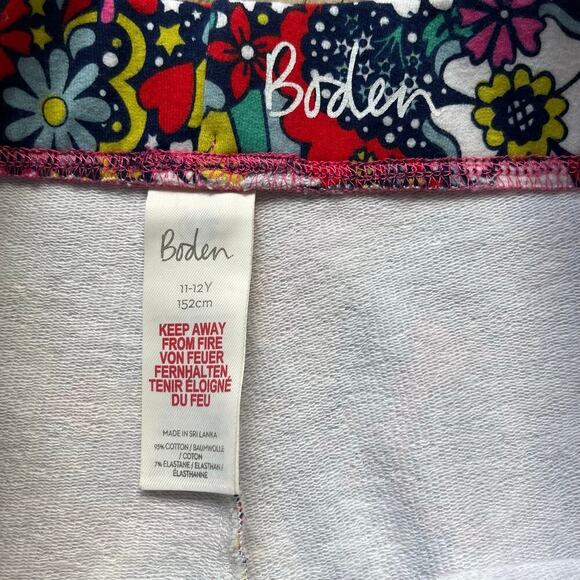 Boden
Boden
11-12Y
152cm
KEEP AWAY
FROM FIRE
VON FEUER
FERNHALTEN,
TENIR ÉLOIGNÉ
DU FEU
MADE IN SRI LANKA
93% COTTON / BAUMWOLLE
/ COTON
7% ELASTANE / ELASTHAN /
ÉLASTHANNE